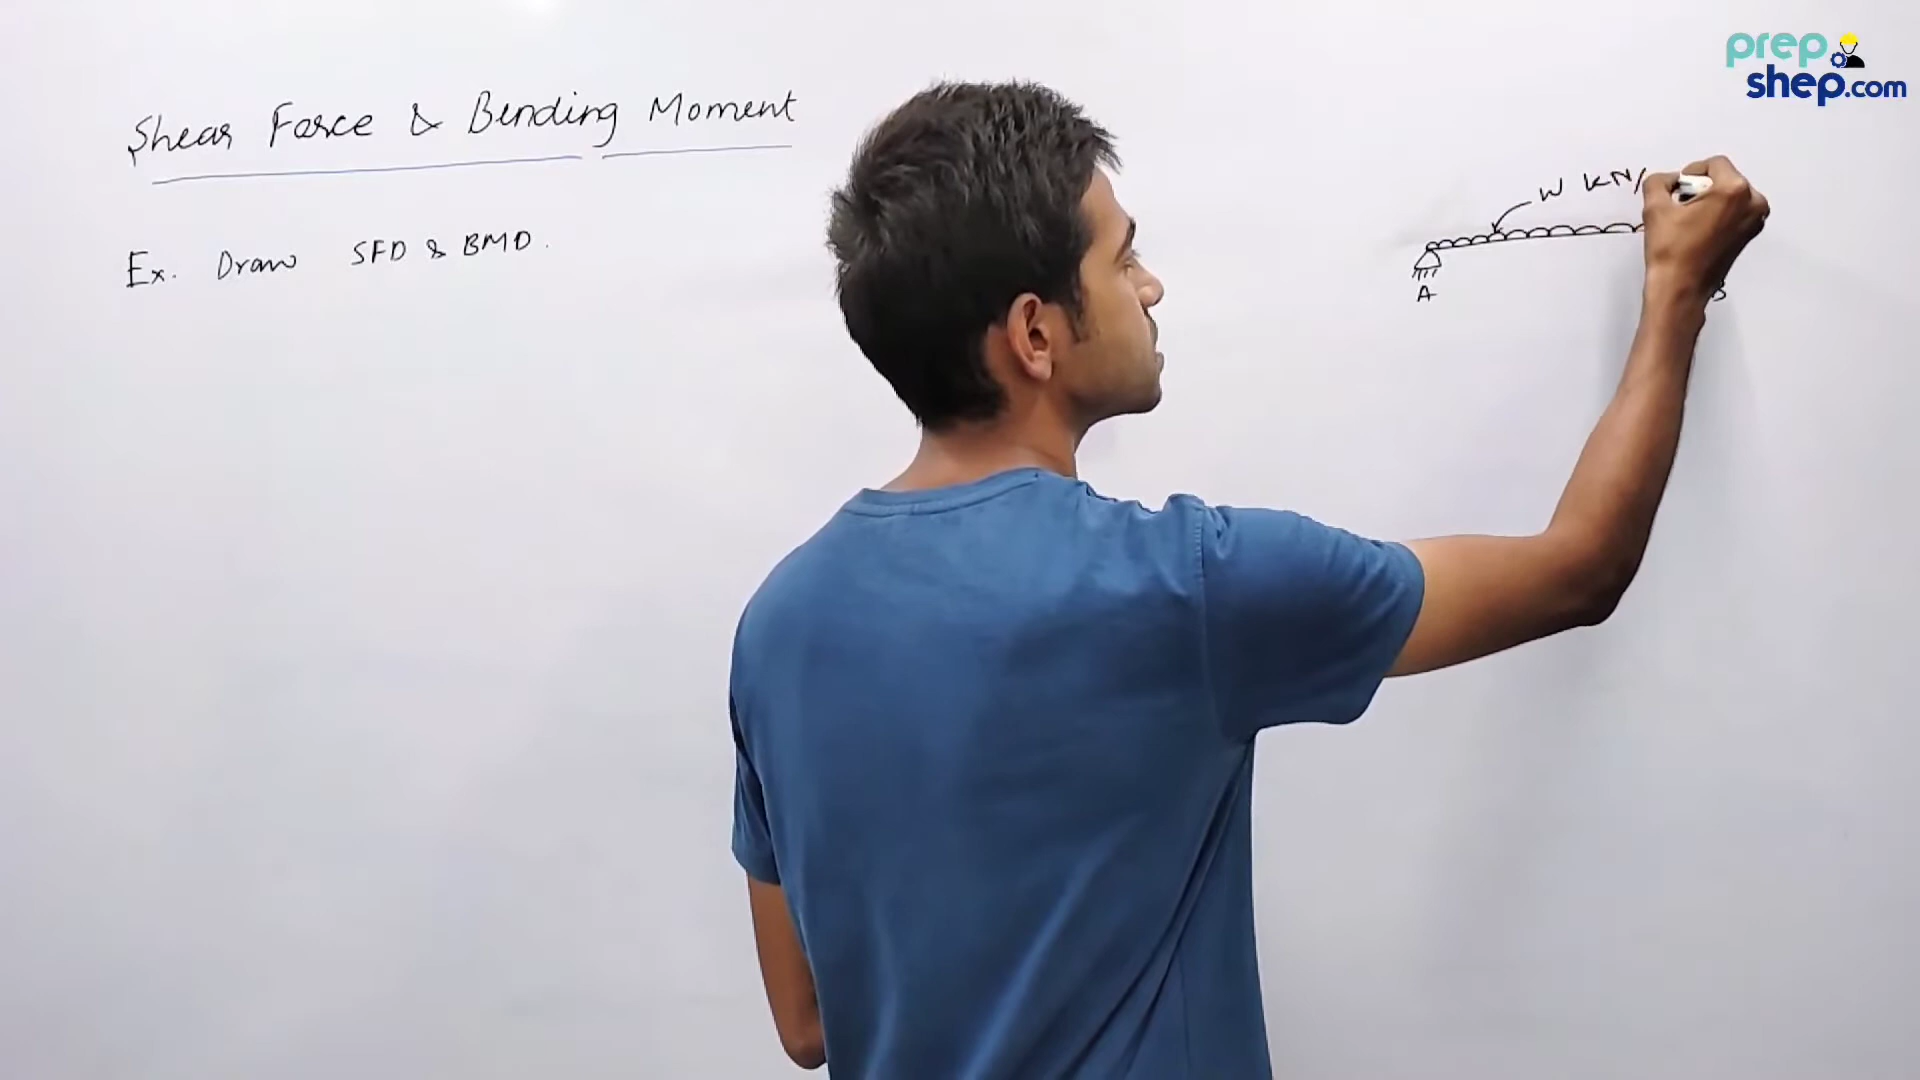 prep
shep.com
Shear Force & Bending Moment
W KN/
Ex. Draw SFD & BMD.
A
B